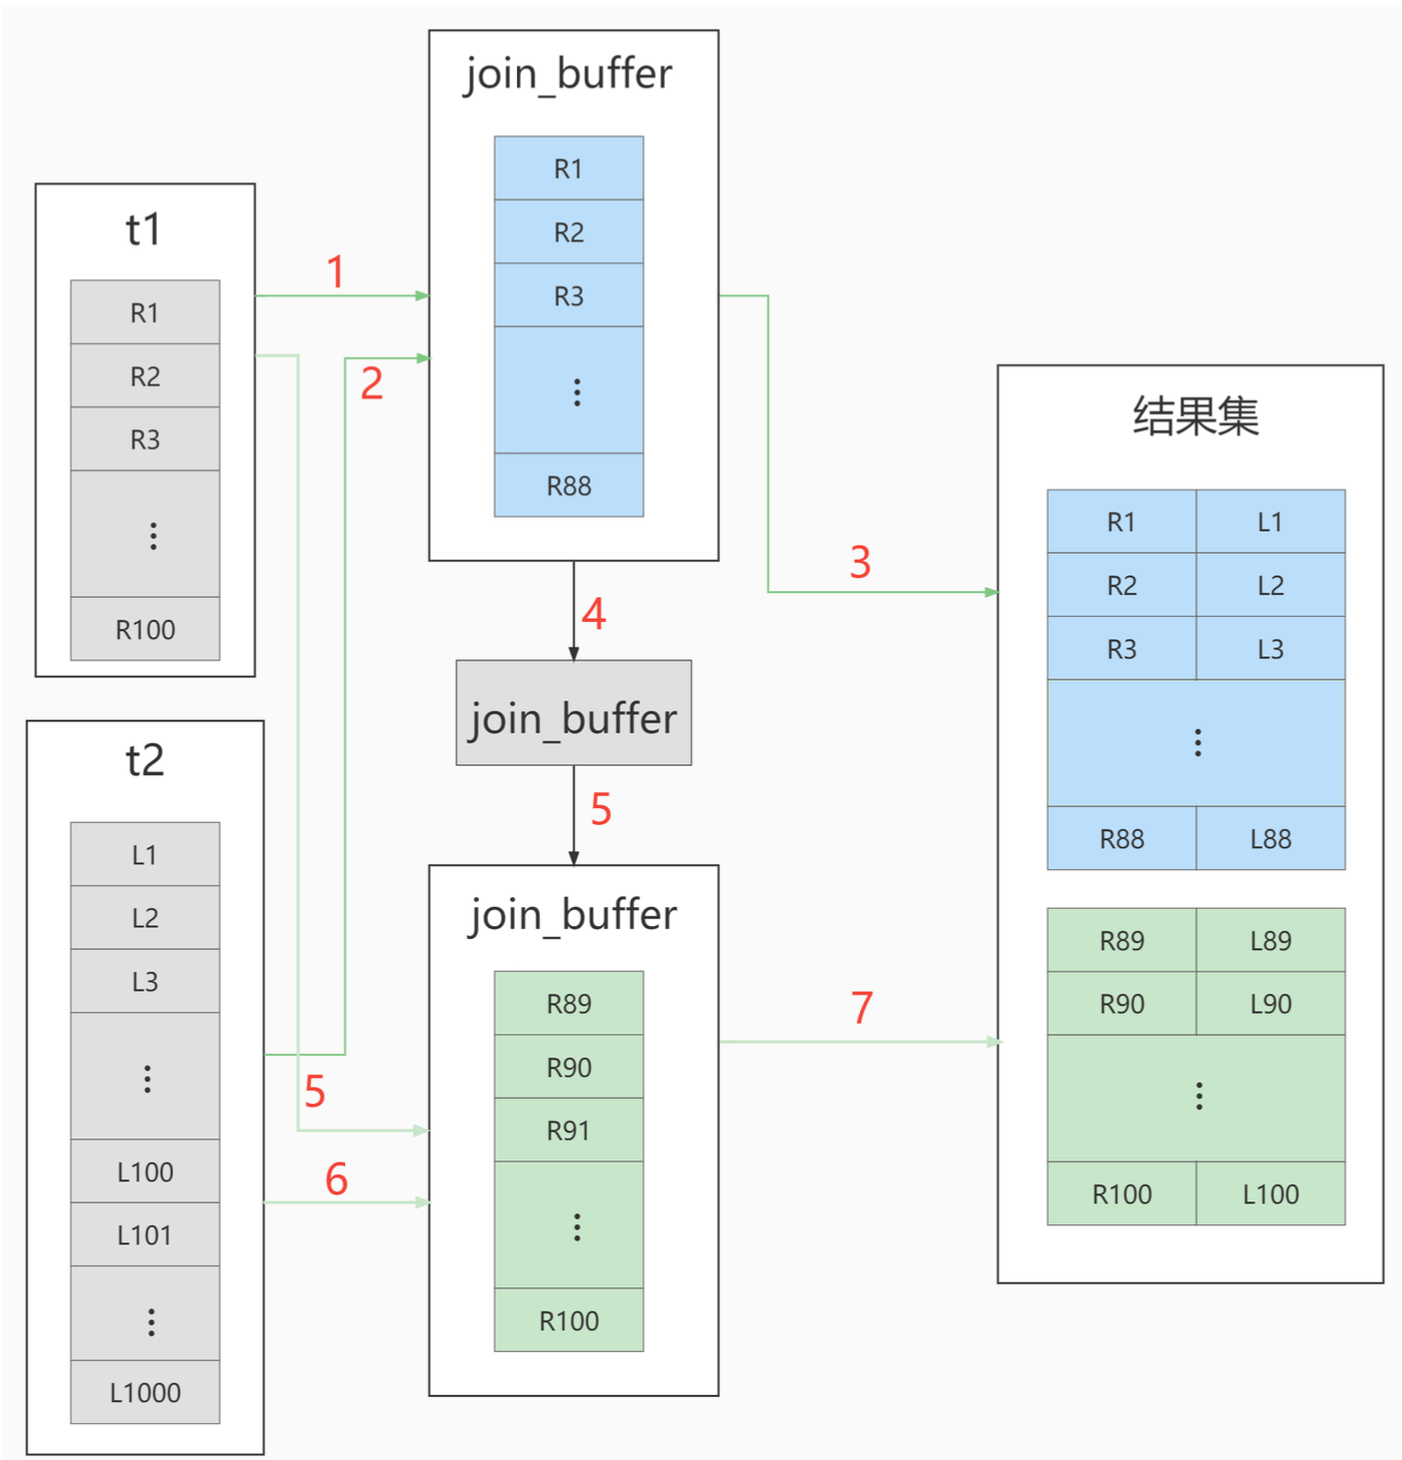 join_buffer
R1
R2
R3
⋮
R88
t1
R1
R2
R3
⋮
R100
1
2
3
4
join_buffer
5
t2
L1
L2
L3
⋮
L100
L101
⋮
L1000
5
6
join_buffer
R89
R90
R91
⋮
R100
7
结果集
R1 L1
R2 L2
R3 L3
⋮
R88 L88
R89 L89
R90 L90
⋮
R100 L100